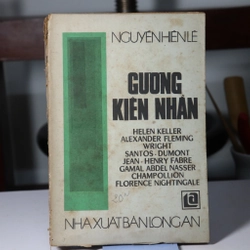 NGUYỄN HIẾN LÊ
GƯƠNG
KIÊN NHẪN
HELEN KELLER
ALEXANDER FLEMING
WRIGHT
SANTOS - DUMONT
JEAN - HENRY FABRE
GAMAL ABDEL NASSER
CHAMPOLLION
FLORENCE NIGHTINGALE
NHÀ XUẤT BẢN LONG AN